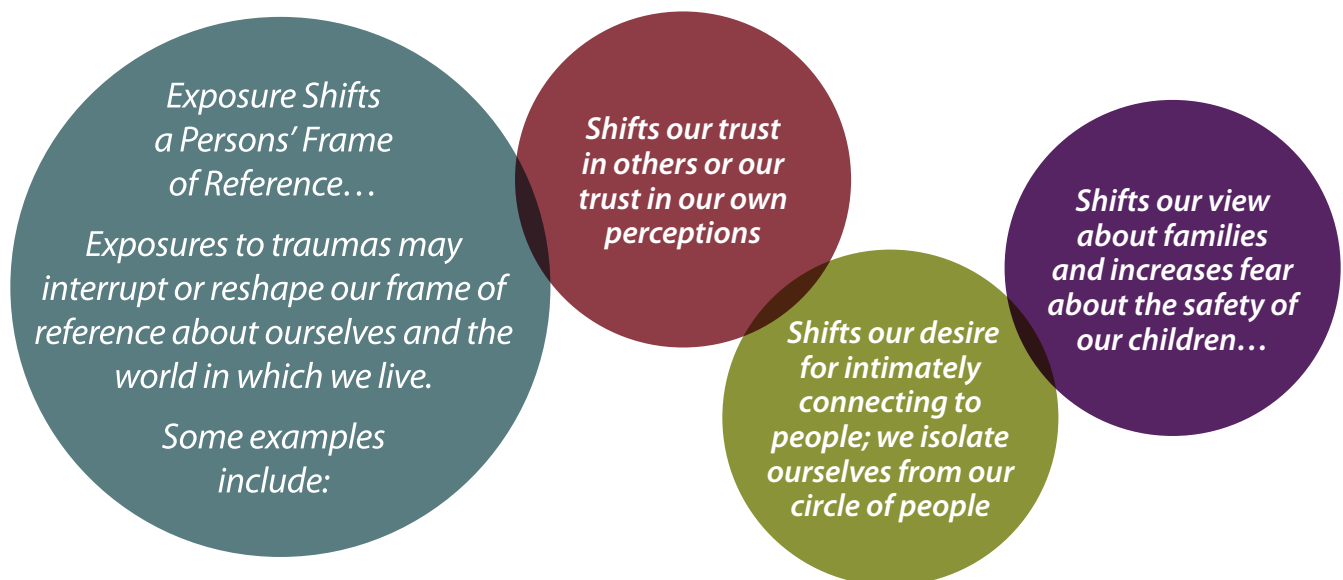 Exposure Shifts
a Persons’ Frame
of Reference…
Exposures to traumas may
interrupt or reshape our frame of
reference about ourselves and the
world in which we live.
Some examples
include:
Shifts our trust
in others or our
trust in our own
perceptions
Shifts our desire
for intimately
connecting to
people; we isolate
ourselves from our
circle of people
Shifts our view
about families
and increases fear
about the safety of
our children…